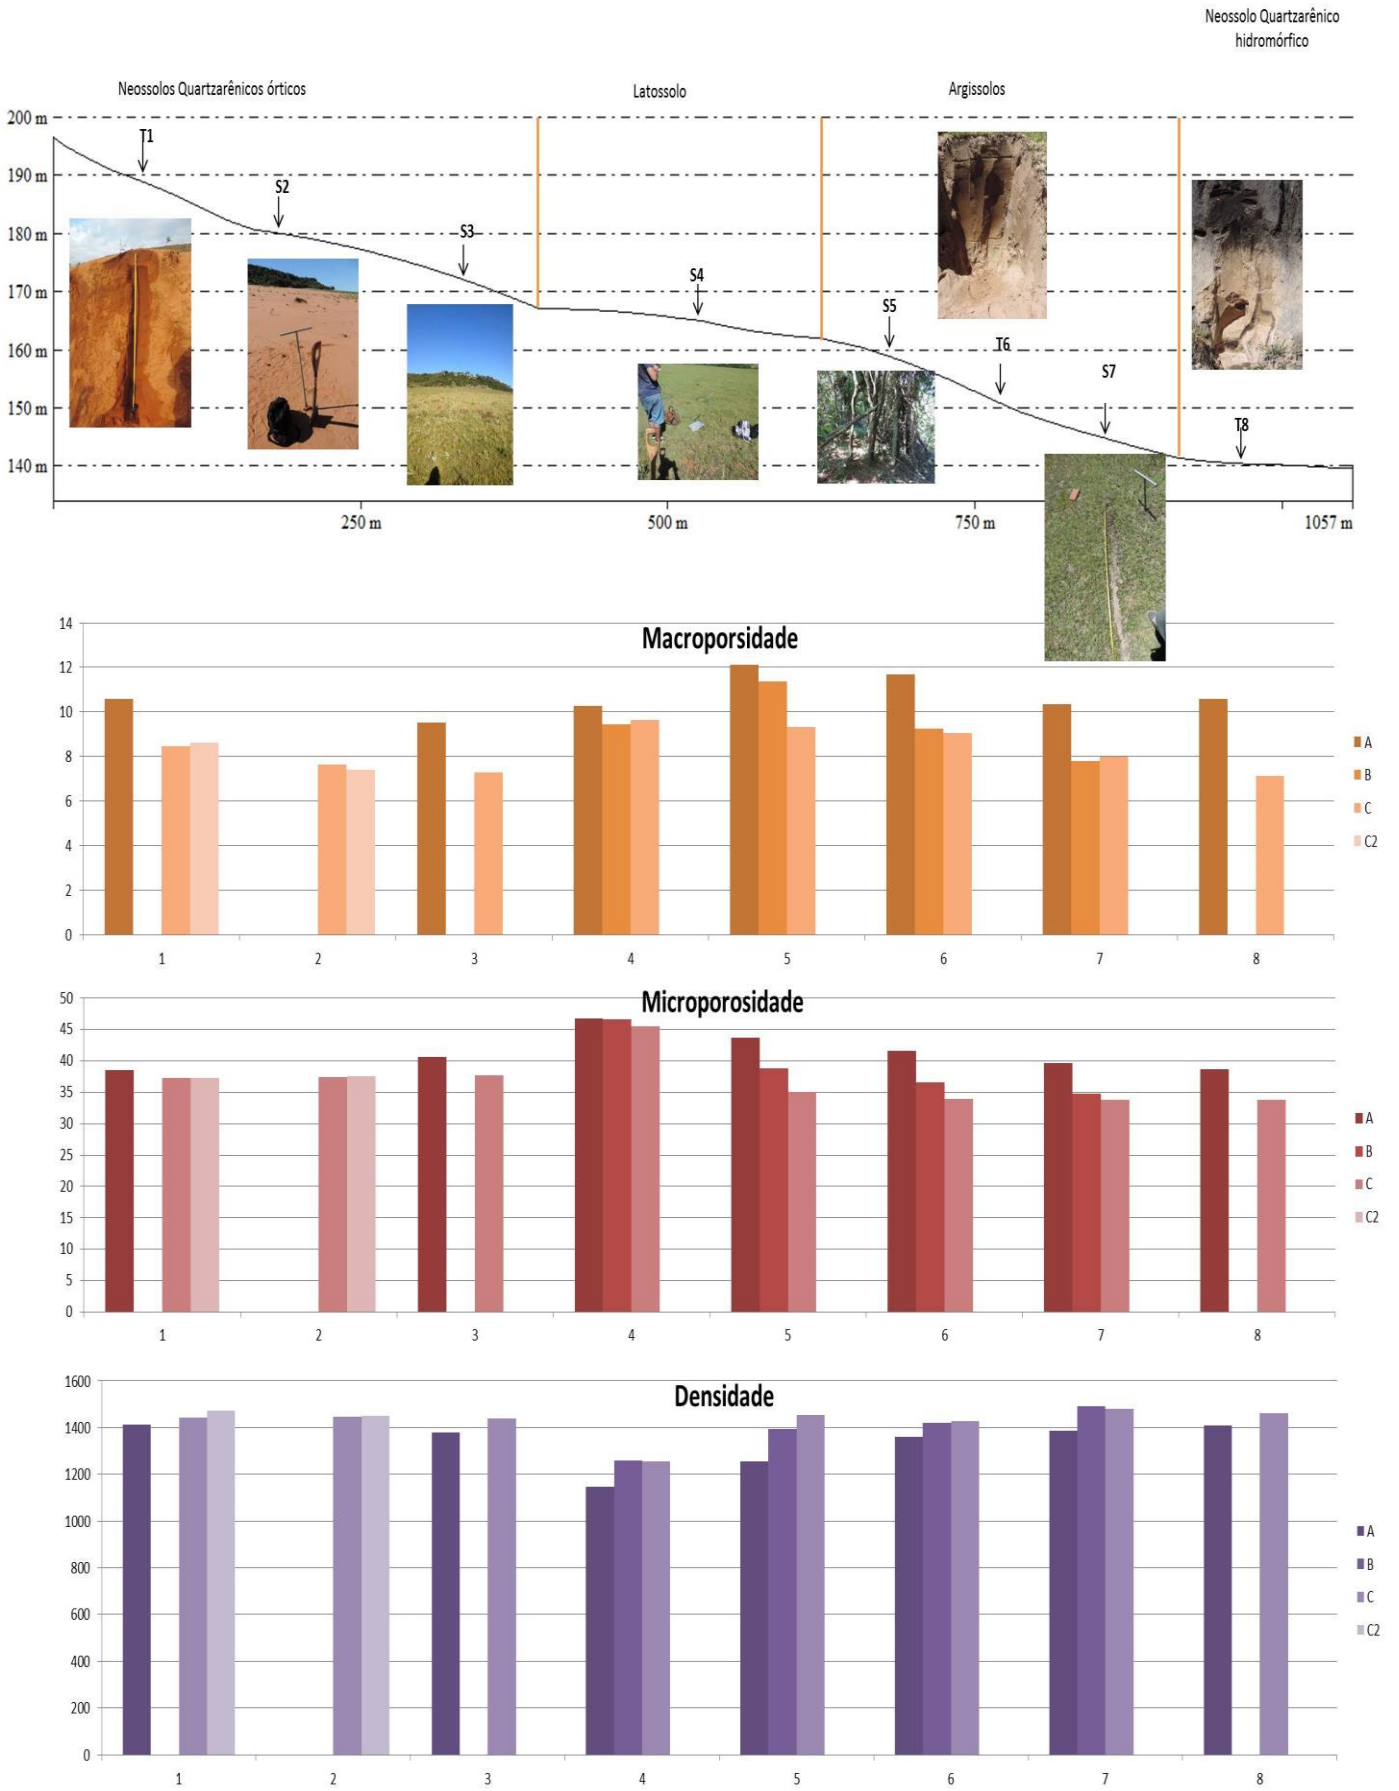 Neossolo Quartzarênico
hidromórfico
Neossolos Quartzarênicos órticos
Latossolo
Argissolos
200 m
190 m
180 m
170 m
160 m
150 m
140 m
T1
S2
S3
S4
S5
T6
S7
T8
250 m
500 m
750 m
1057 m
Macroporsidade
14
12
10
8
6
4
2
0
1 2 3 4 5 6 7 8
A
B
C
C2
Microporosidade
50
45
40
35
30
25
20
15
10
5
0
1 2 3 4 5 6 7 8
A
B
C
C2
Densidade
1600
1400
1200
1000
800
600
400
200
0
1 2 3 4 5 6 7 8
A
B
C
C2